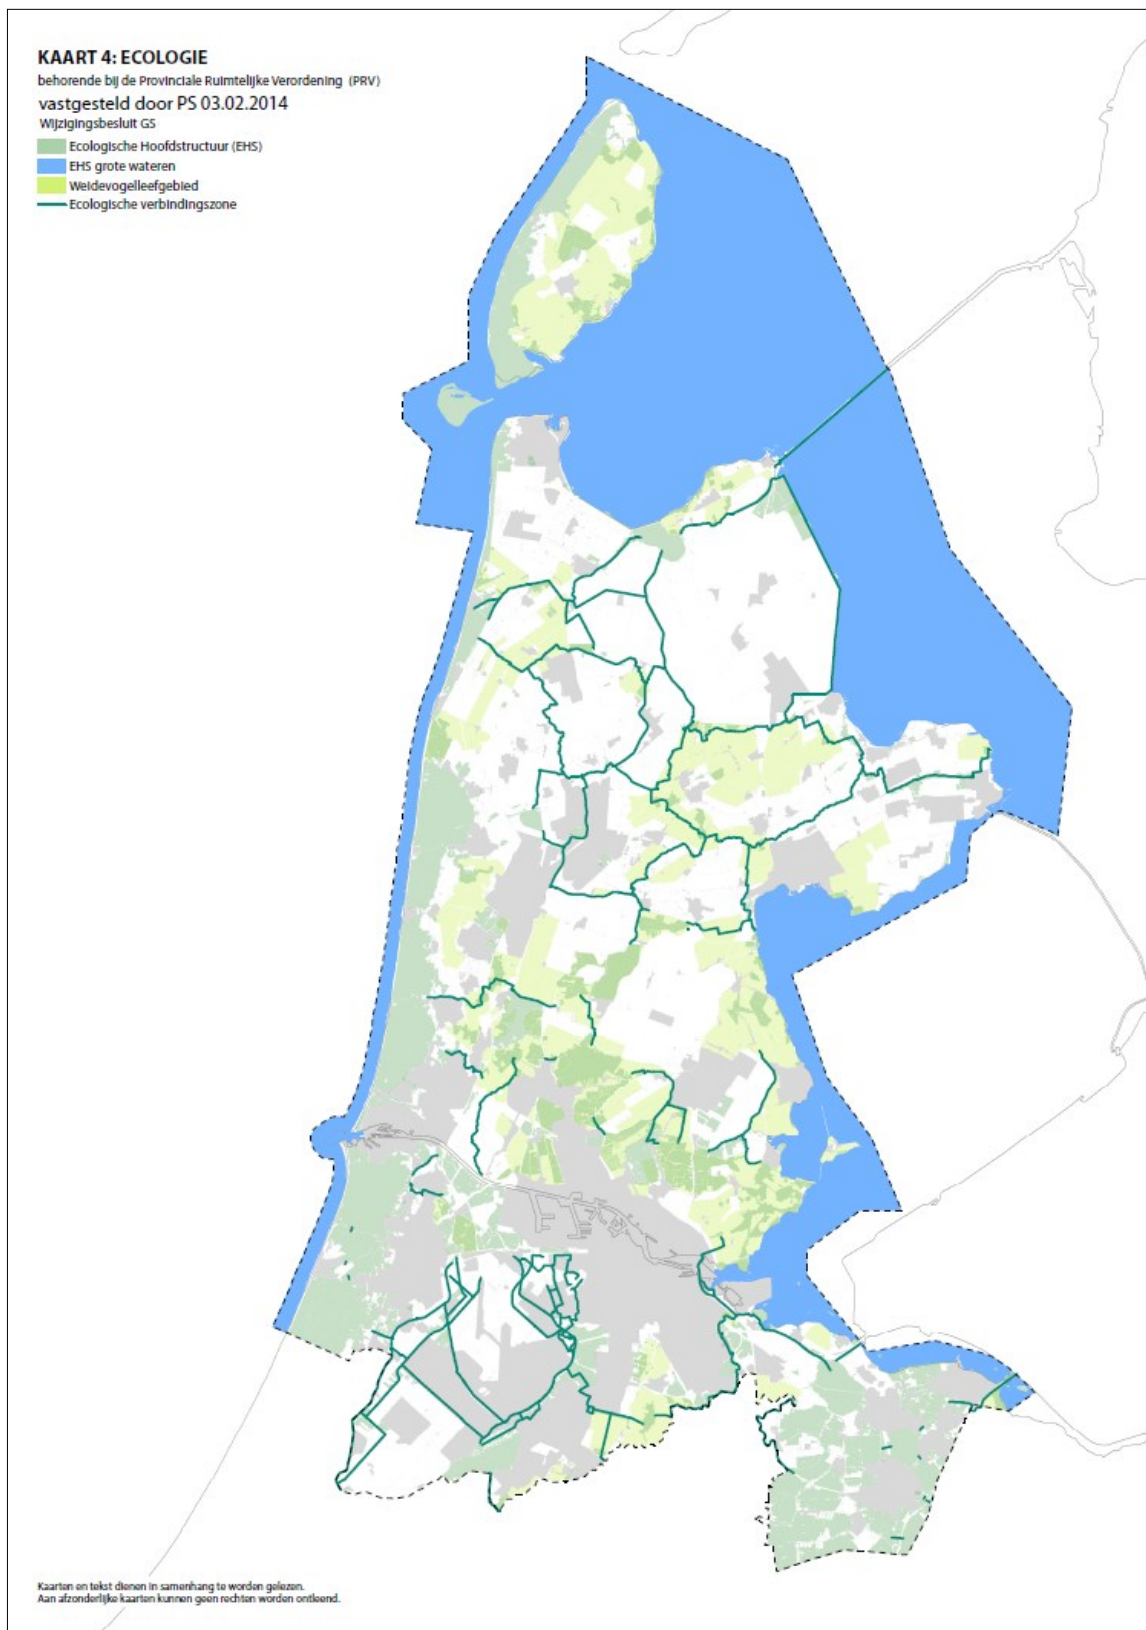 KAART 4: ECOLOGIE
behorende bij de Provinciale Ruimtelijke Verordening (PRV)
vastgesteld door PS 03.02.2014
Wijzigingsbesluit GS
Ecologische Hoofdstructuur (EHS)
EHS grote wateren
Weidevogelleefgebied
Ecologische verbindingszone
Kaarten en tekst dienen in samenhang te worden gelezen.
Aan afzonderlijke kaarten kunnen geen rechten worden ontleend.